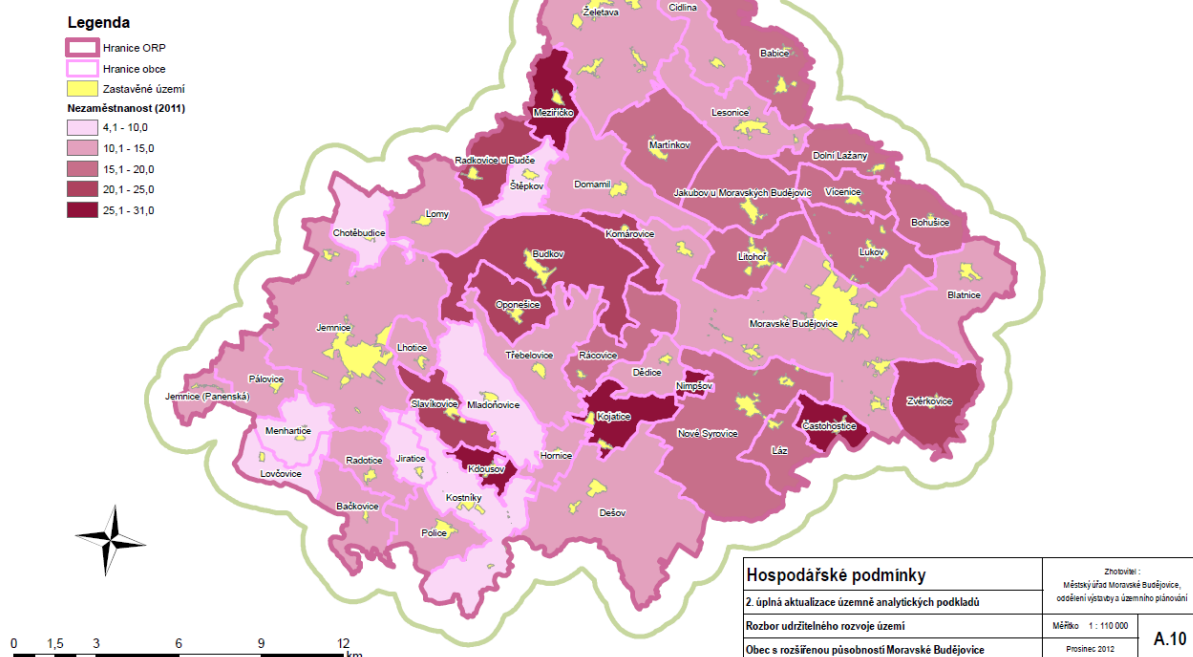 Legenda
Hranice ORP
Hranice obce
Zastavěné území
Nezaměstnanost (2011)
4,1 - 10,0
10,1 - 15,0
15,1 - 20,0
20,1 - 25,0
25,1 - 31,0
Želetava
Cidlina
Babice
Meziříčko
Lesonice
Martínkov
Dolní Lažany
Radkovice u Budče
Štěpkov
Domamil
Jakubov u Moravských Budějovic
Vícenice
Lomy
Bohušice
Chotěbudice
Komárovice
Budkov
Litohoř
Lukov
Blatnice
Oponešice
Jemnice
Moravské Budějovice
Lhotice
Třebelovice
Rácovice
Dědice
Pálovice
Nimpšov
Jemnice (Panenská)
Slavíkovice
Mladoňovice
Zvěrkovice
Kojatice
Častohostice
Menhartice
Nové Syrovice
Láz
Radotice
Jiratice
Hornice
Lovčovice
Kdousov
Kostníky
Bačkovice
Dešov
Police
0 1,5 3 6 9 12
km
Hospodářské podmínky
2. úplná aktualizace územně analytických podkladů
Rozbor udržitelného rozvoje území
Obec s rozšířenou působností Moravské Budějovice
Zhotovitel :
Městský úřad Moravské Budějovice,
oddělení výstavby a územního plánování
Měřítko 1 : 110 000
Prosinec 2012
A.10